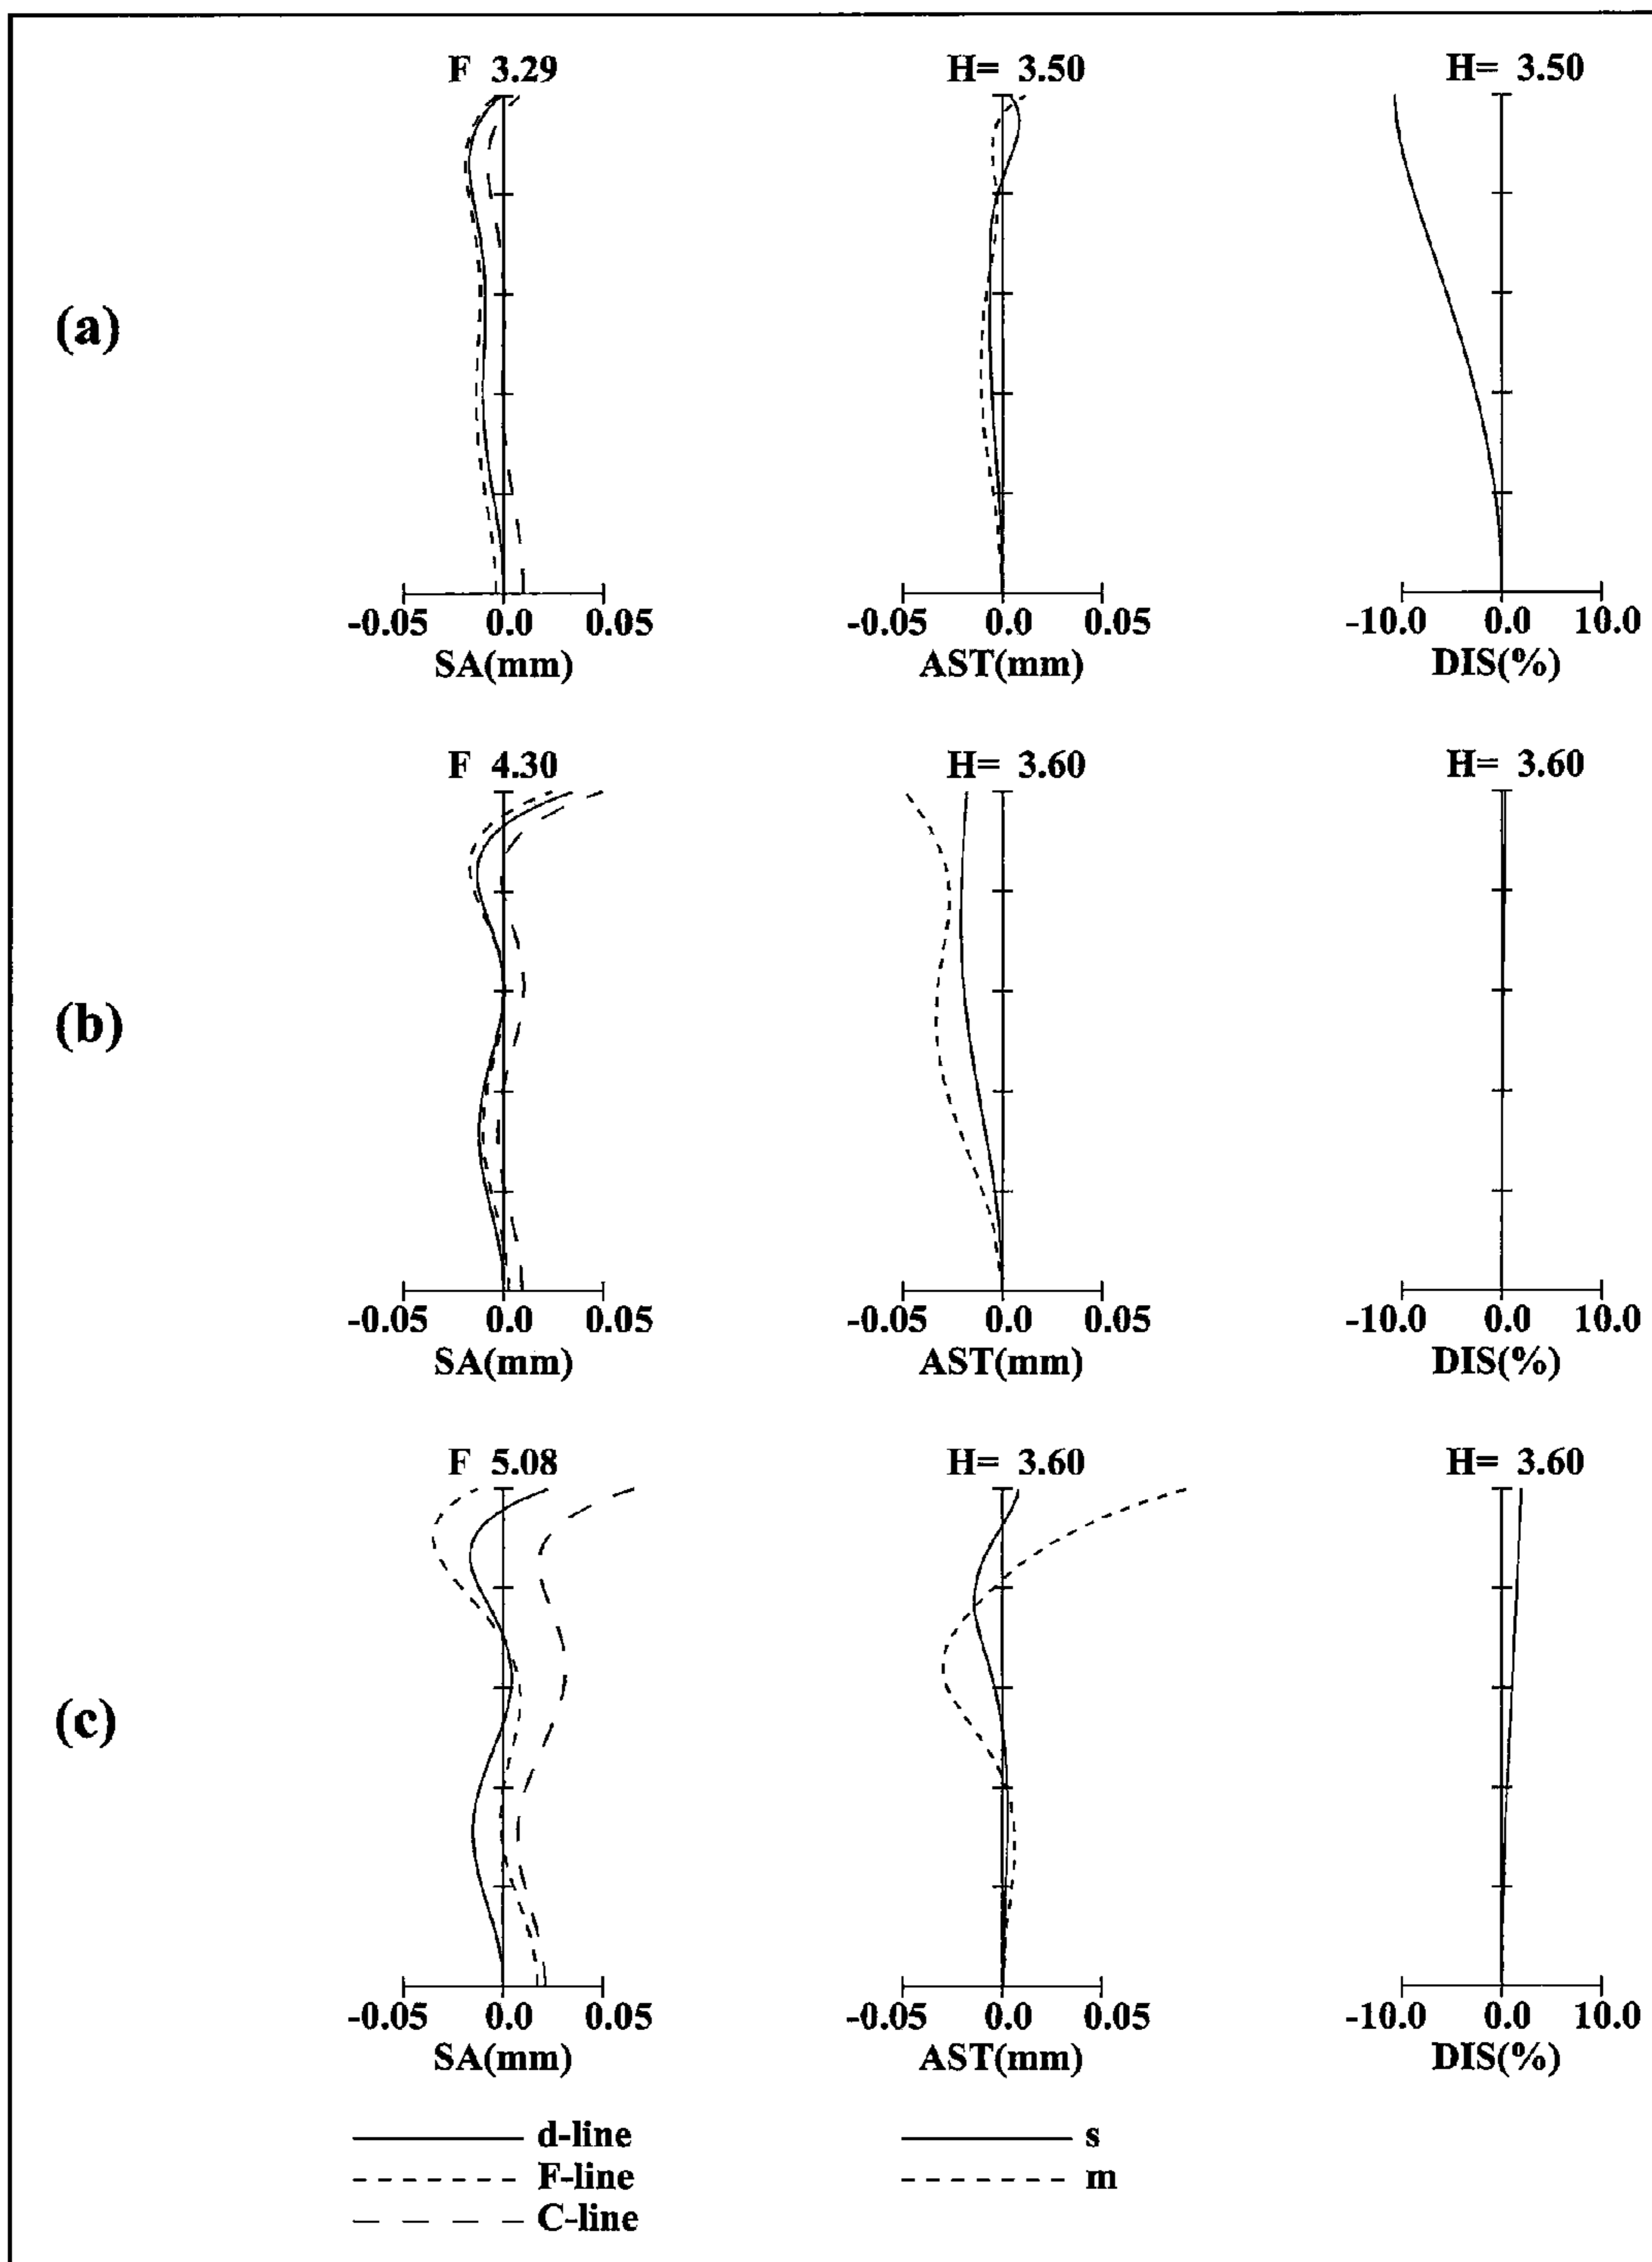 F 3.29
H= 3.50
H= 3.50
(a)
-0.05 0.0 0.05
SA(mm)
-0.05 0.0 0.05
AST(mm)
-10.0 0.0 10.0
DIS(%)
F 4.30
H= 3.60
H= 3.60
(b)
-0.05 0.0 0.05
SA(mm)
-0.05 0.0 0.05
AST(mm)
-10.0 0.0 10.0
DIS(%)
F 5.08
H= 3.60
H= 3.60
(c)
-0.05 0.0 0.05
SA(mm)
-0.05 0.0 0.05
AST(mm)
-10.0 0.0 10.0
DIS(%)
d-line
F-line
C-line
s
m